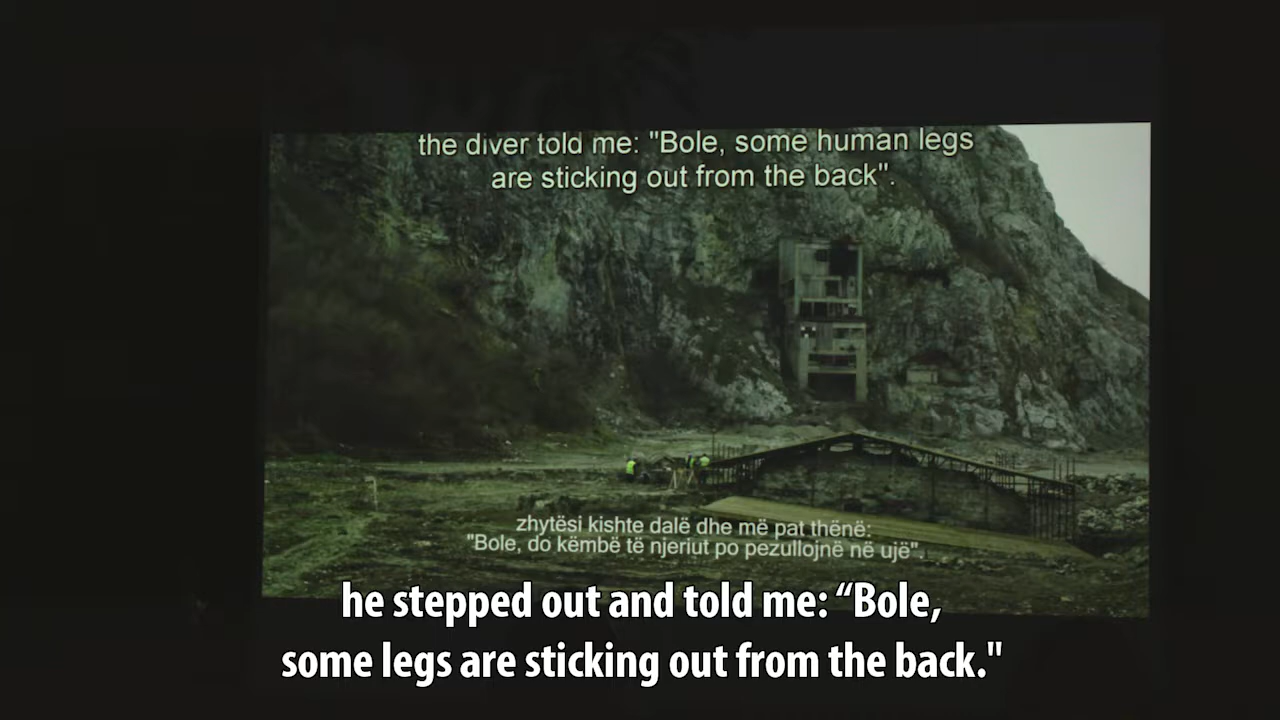 the diver told me: "Bole, some human legs
are sticking out from the back".
zhytësi kishte dalë dhe më pat thënë:
"Bole, do këmbë të njeriut po pezullojnë në ujë".
he stepped out and told me: “Bole,
some legs are sticking out from the back."